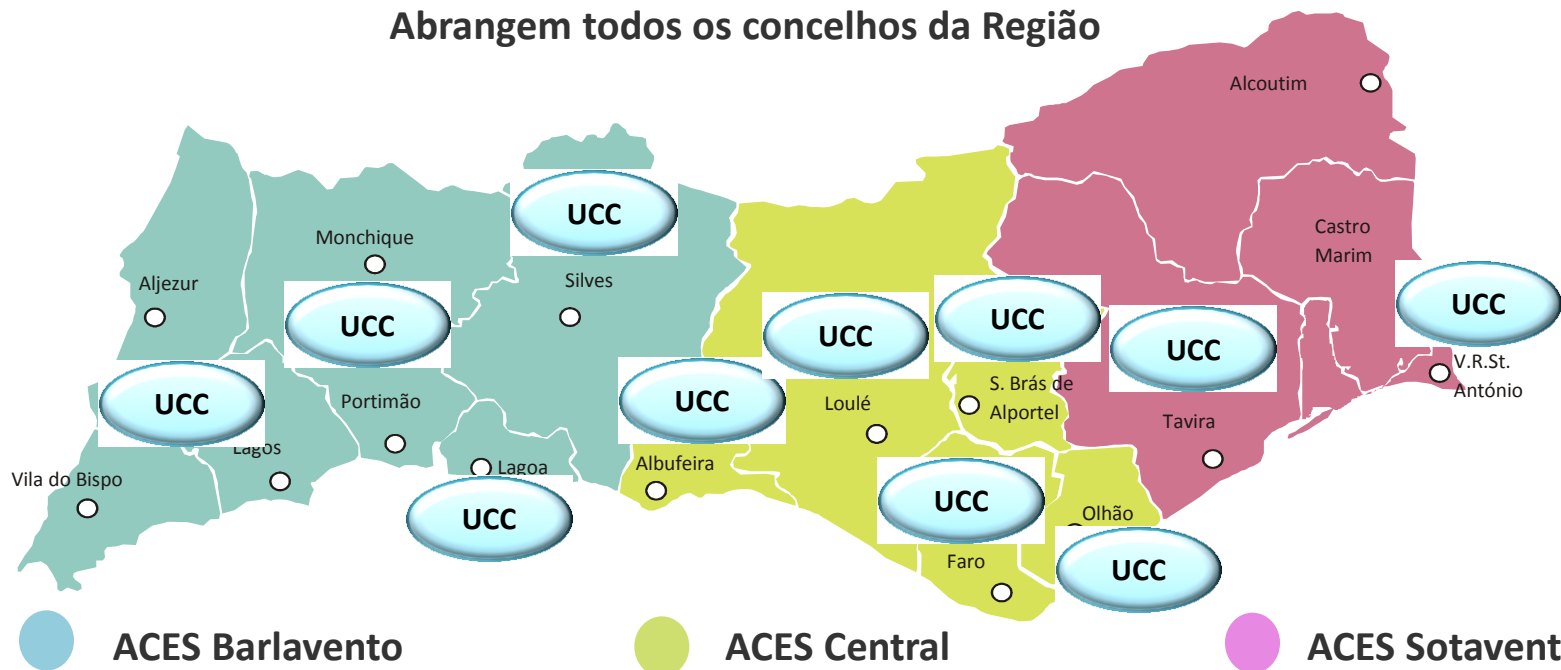 Abrangem todos os concelhos da Região
Alcoutim
UCC
Castro
Marim
Monchique
Silves
Aljezur
UCC
UCC
UCC
UCC
UCC
UCC
UCC
V.R.St.
António
S. Brás de
Alportel
Portimão
Loulé
Tavira
Lagos
Lagoa
Albufeira
Vila do Bispo
UCC
UCC
Olhão
UCC
Faro
ACES Barlavento
ACES Central
ACES Sotavent